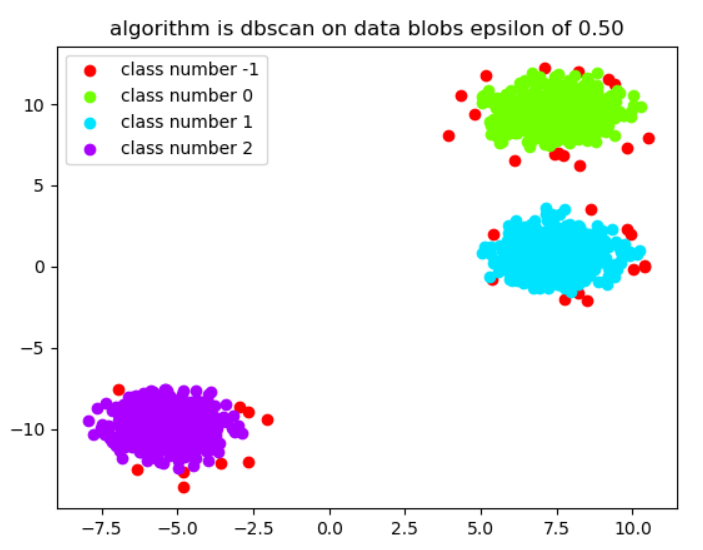 algorithm is dbscan on data blobs epsilon of 0.50
class number -1
class number 0
class number 1
class number 2
10
5
0
−5
−10
−7.5 −5.0 −2.5 0.0 2.5 5.0 7.5 10.0